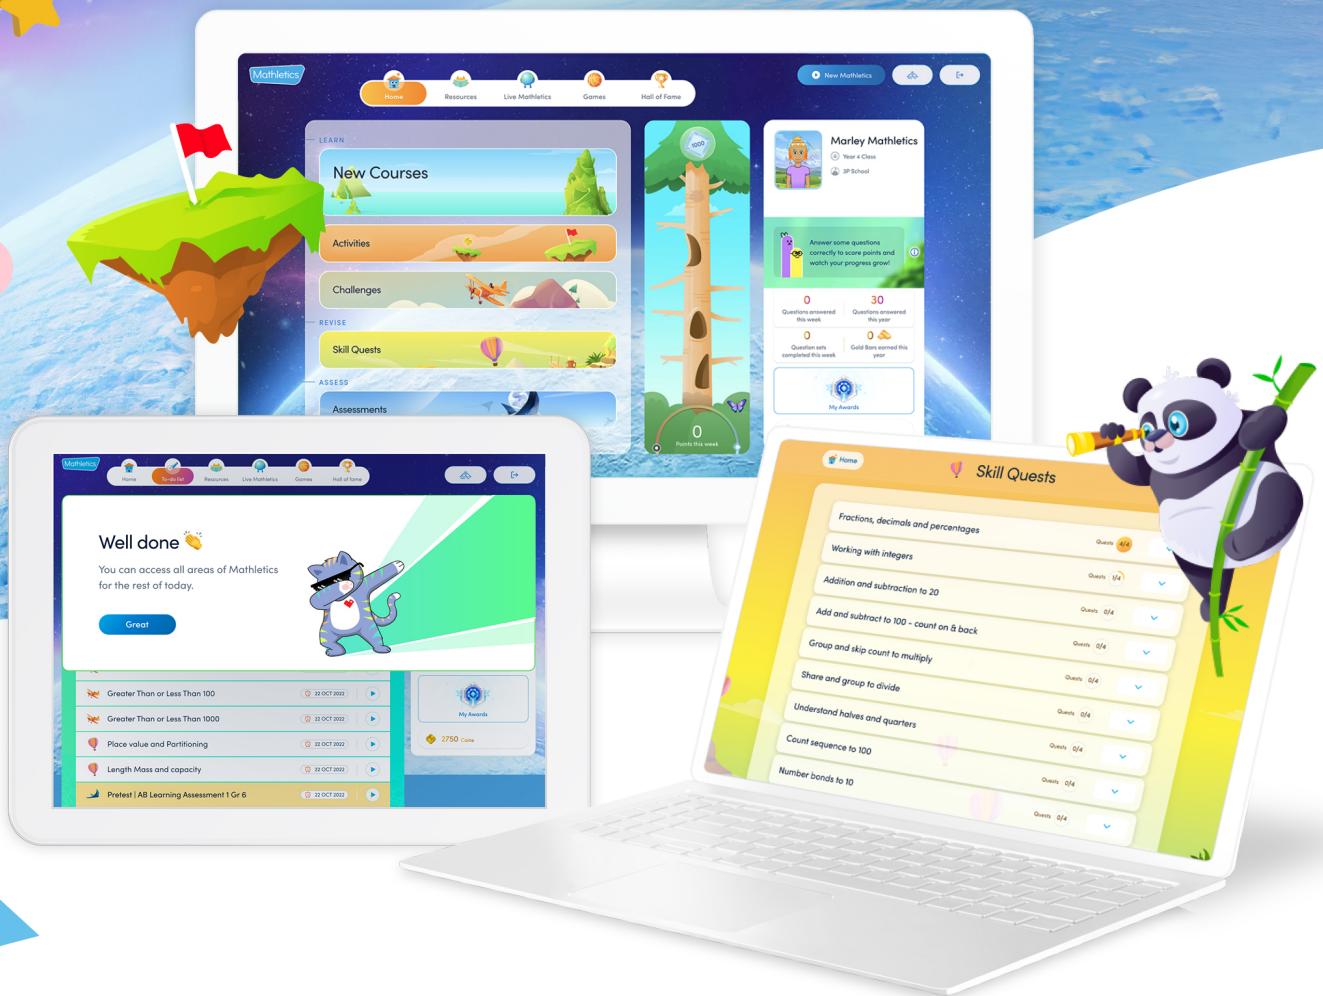 Mathletics
Home
Resources
Live Mathletics
Games
Hall of Fame
New Mathletics
LEARN
New Courses
Activities
Challenges
REVISE
Skill Quests
ASSESS
Assessments
1000
0
Points this week
Marley Mathletics
Year 4 Class
3P School
Answer some questions
correctly to score points and
watch your progress grow!
0
Questions answered
this week
30
Questions answered
this year
0
Question sets
completed this week
0
Gold Bars earned this
year
My Awards
Mathletics
Home
To-do list
Resources
Live Mathletics
Games
Hall of fame
Well done
You can access all areas of Mathletics
for the rest of today.
Great
Greater Than or Less Than 100
22 OCT 2022
Greater Than or Less Than 1000
22 OCT 2022
Place value and Partitioning
22 OCT 2022
Length Mass and capacity
22 OCT 2022
Pretest | AB Learning Assessment 1 Gr 6
22 OCT 2022
My Awards
2750 Coins
Home
Skill Quests
Fractions, decimals and percentages
Quests 4/4
Working with integers
Quests 1/4
Addition and subtraction to 20
Quests 0/4
Add and subtract to 100 - count on & back
Quests 0/4
Group and skip count to multiply
Quests 0/4
Share and group to divide
Quests 0/4
Understand halves and quarters
Quests 0/4
Count sequence to 100
Quests 0/4
Number bonds to 10
Quests 0/4